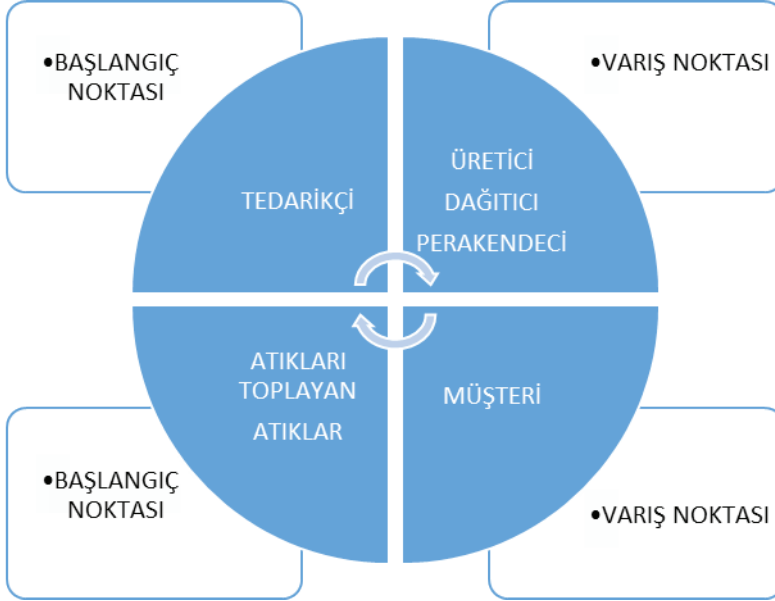 •BAŞLANGIÇ
NOKTASI
•VARIŞ NOKTASI
TEDARİKÇİ
ÜRETİCİ
DAĞITICI
PERAKENDECİ
ATIKLARI
TOPLAYAN
ATIKLAR
MÜŞTERİ
•BAŞLANGIÇ
NOKTASI
•VARIŞ NOKTASI